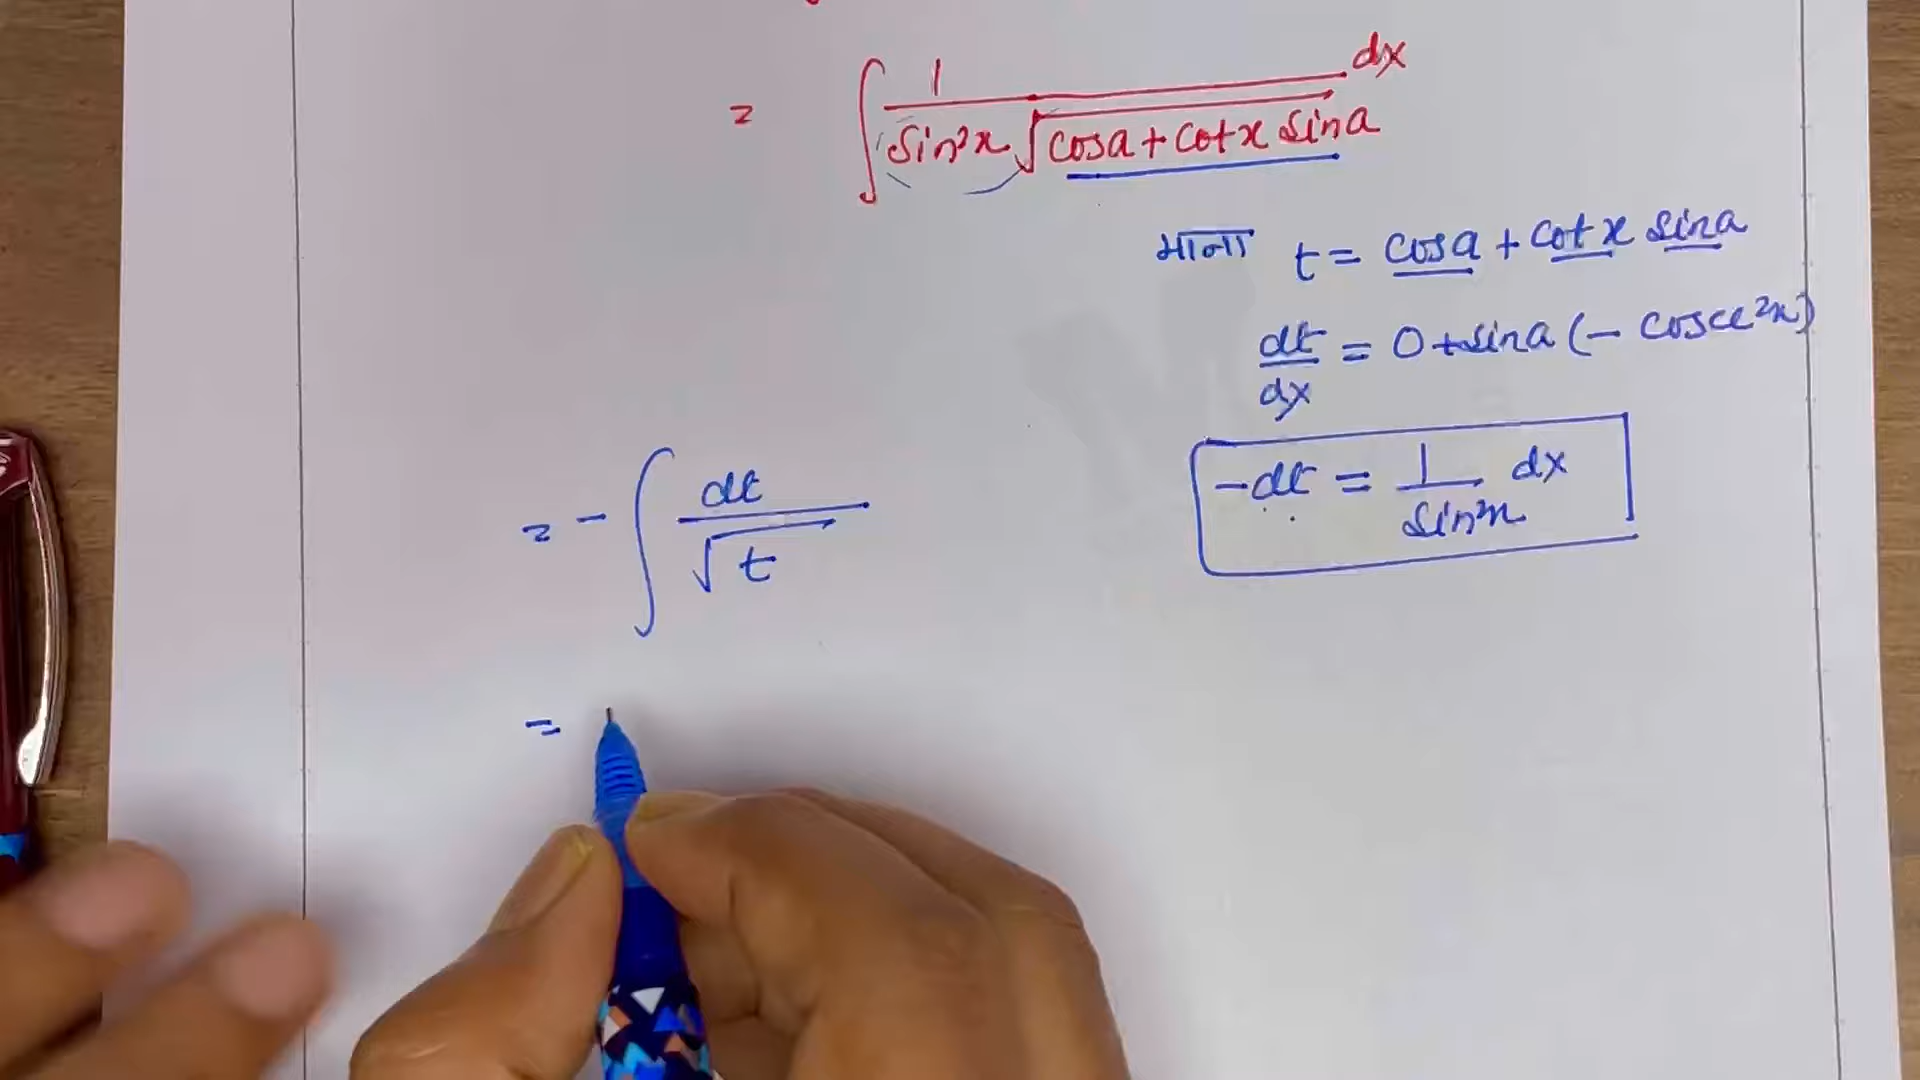 = ∫ 1/(sin²x √(cosa + cotx sina)) dx
माना t = cosa + cotx sina
dt/dx = 0 + sina (- cosec²x)
-dt = 1/sin²x dx
= - ∫ dt/√t
=